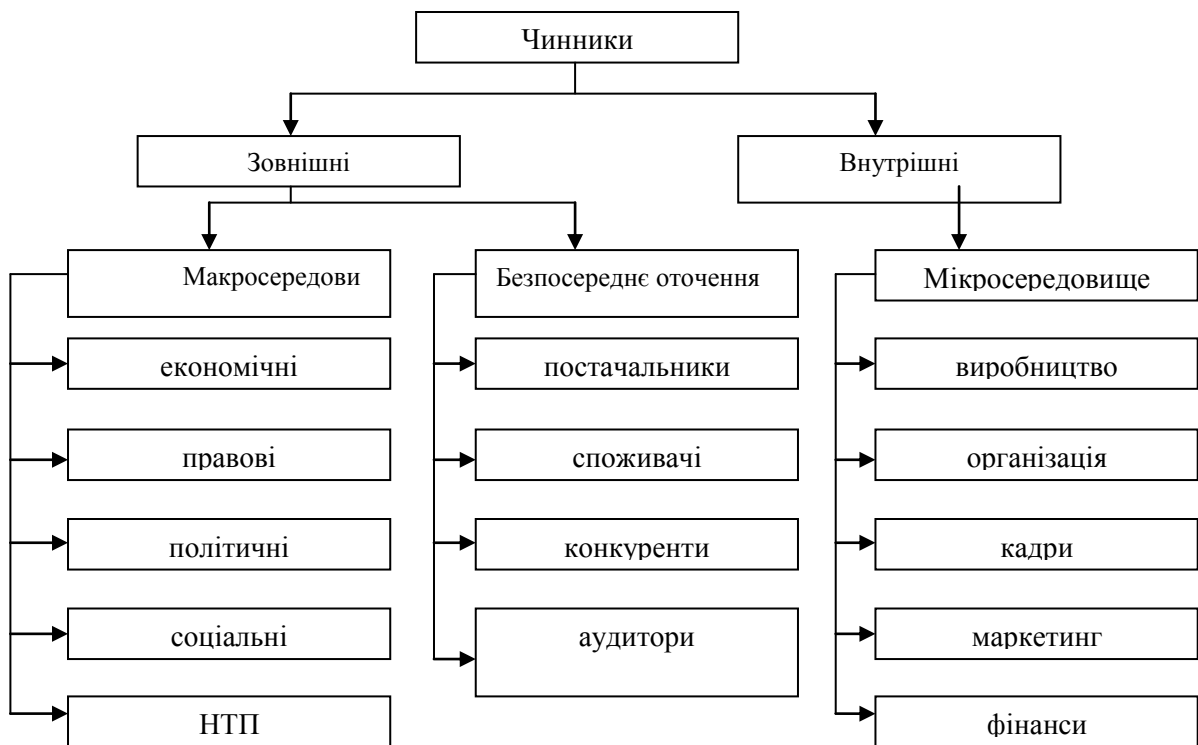 Чинники
Зовнішні
Внутрішні
Макросередови
Безпосереднє оточення
Мікросередовище
економічні
постачальники
виробництво
правові
споживачі
організація
політичні
конкуренти
кадри
соціальні
аудитори
маркетинг
НТП
фінанси